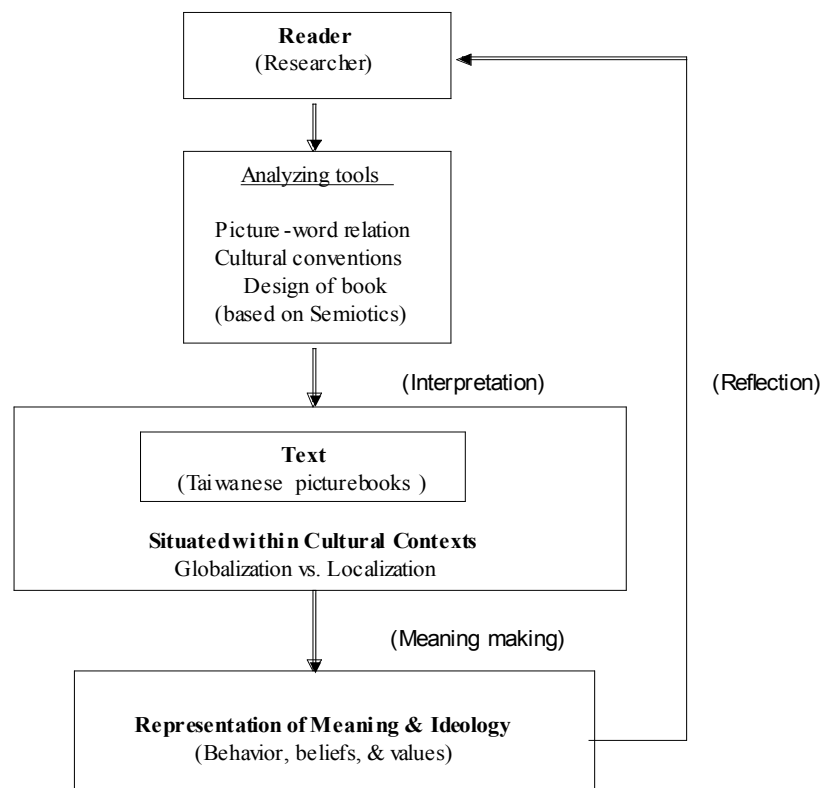 Reader
(Researcher)
Analyzing tools
Picture-word relation
Cultural conventions
Design of book
(based on Semiotics)
(Interpretation)
(Reflection)
Text
(Taiwanese picturebooks )
Situated within Cultural Contexts
Globalization vs. Localization
(Meaning making)
Representation of Meaning & Ideology
(Behavior, beliefs, & values)